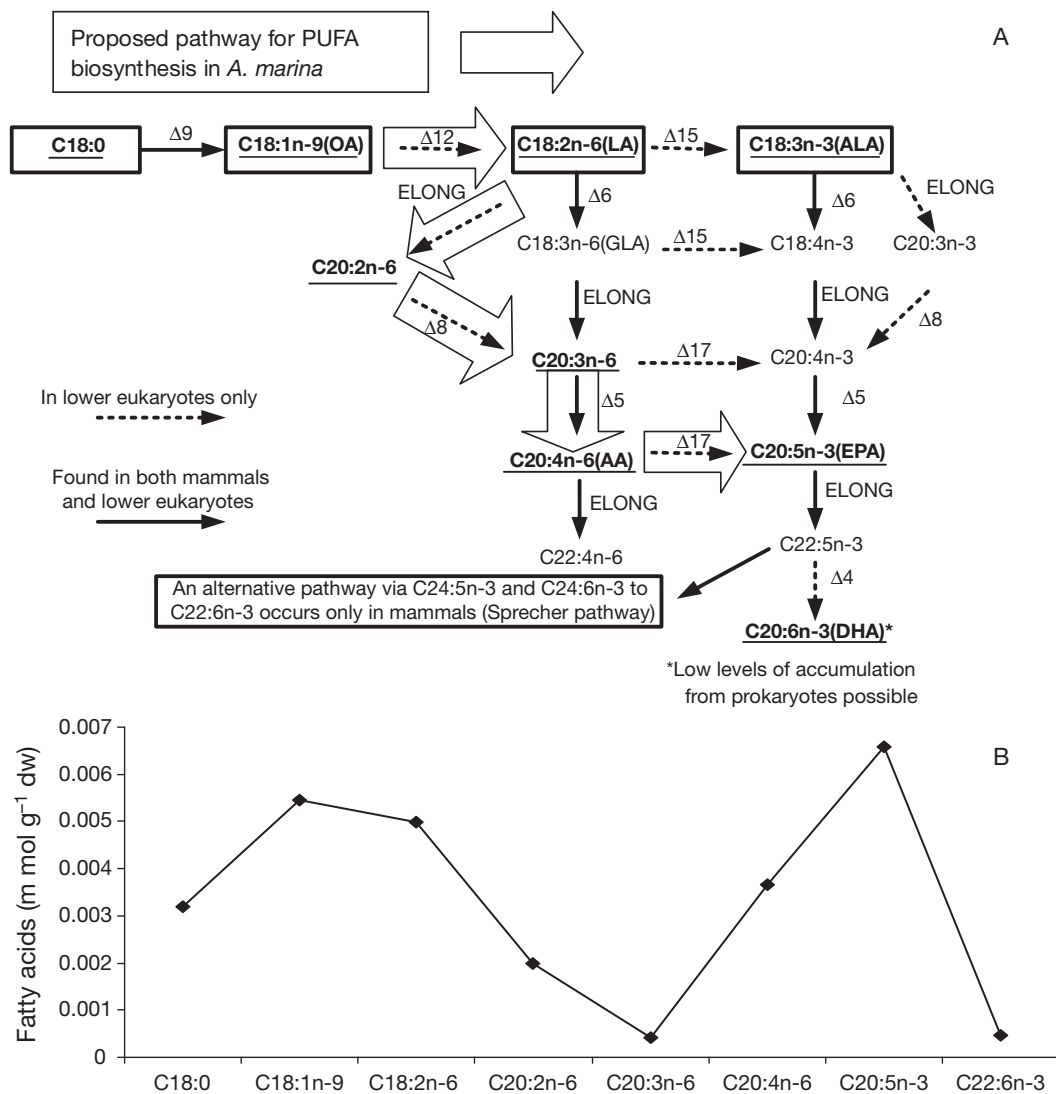 Proposed pathway for PUFA
biosynthesis in A. marina
A
C18:0
Δ9
C18:1n-9(OA)
Δ12
C18:2n-6(LA)
Δ15
C18:3n-3(ALA)
ELONG
Δ6
Δ6
ELONG
C18:3n-6(GLA)
Δ15
C18:4n-3
C20:3n-3
C20:2n-6
ELONG
ELONG
Δ8
Δ8
C20:3n-6
Δ17
C20:4n-3
In lower eukaryotes only
Δ5
Δ5
Δ17
C20:4n-6(AA)
C20:5n-3(EPA)
Found in both mammals
and lower eukaryotes
ELONG
ELONG
C22:4n-6
C22:5n-3
An alternative pathway via C24:5n-3 and C24:6n-3 to
C22:6n-3 occurs only in mammals (Sprecher pathway)
Δ4
C20:6n-3(DHA)*
*Low levels of accumulation
from prokaryotes possible
B
Fatty acids (m mol g–1 dw)
0.007
0.006
0.005
0.004
0.003
0.002
0.001
0
C18:0 C18:1n-9 C18:2n-6 C20:2n-6 C20:3n-6 C20:4n-6 C20:5n-3 C22:6n-3